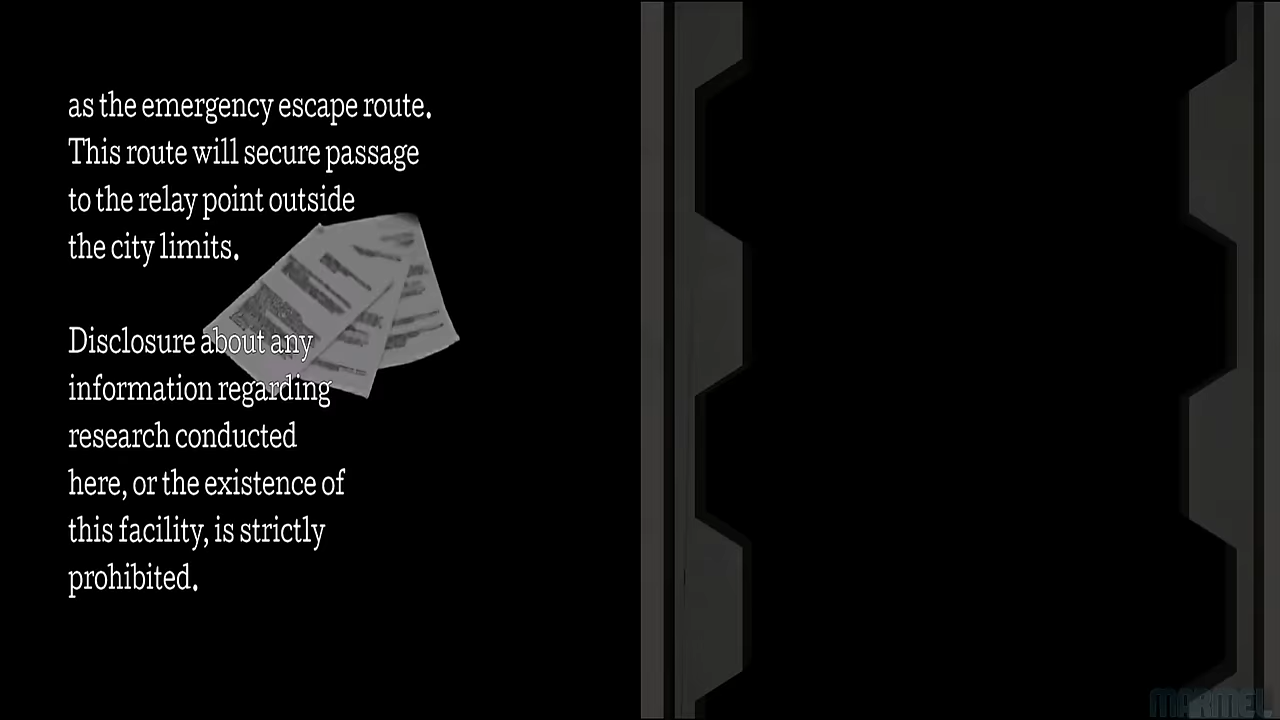 as the emergency escape route.
This route will secure passage
to the relay point outside
the city limits.
Disclosure about any
information regarding
research conducted
here, or the existence of
this facility, is strictly
prohibited.
MARMEL